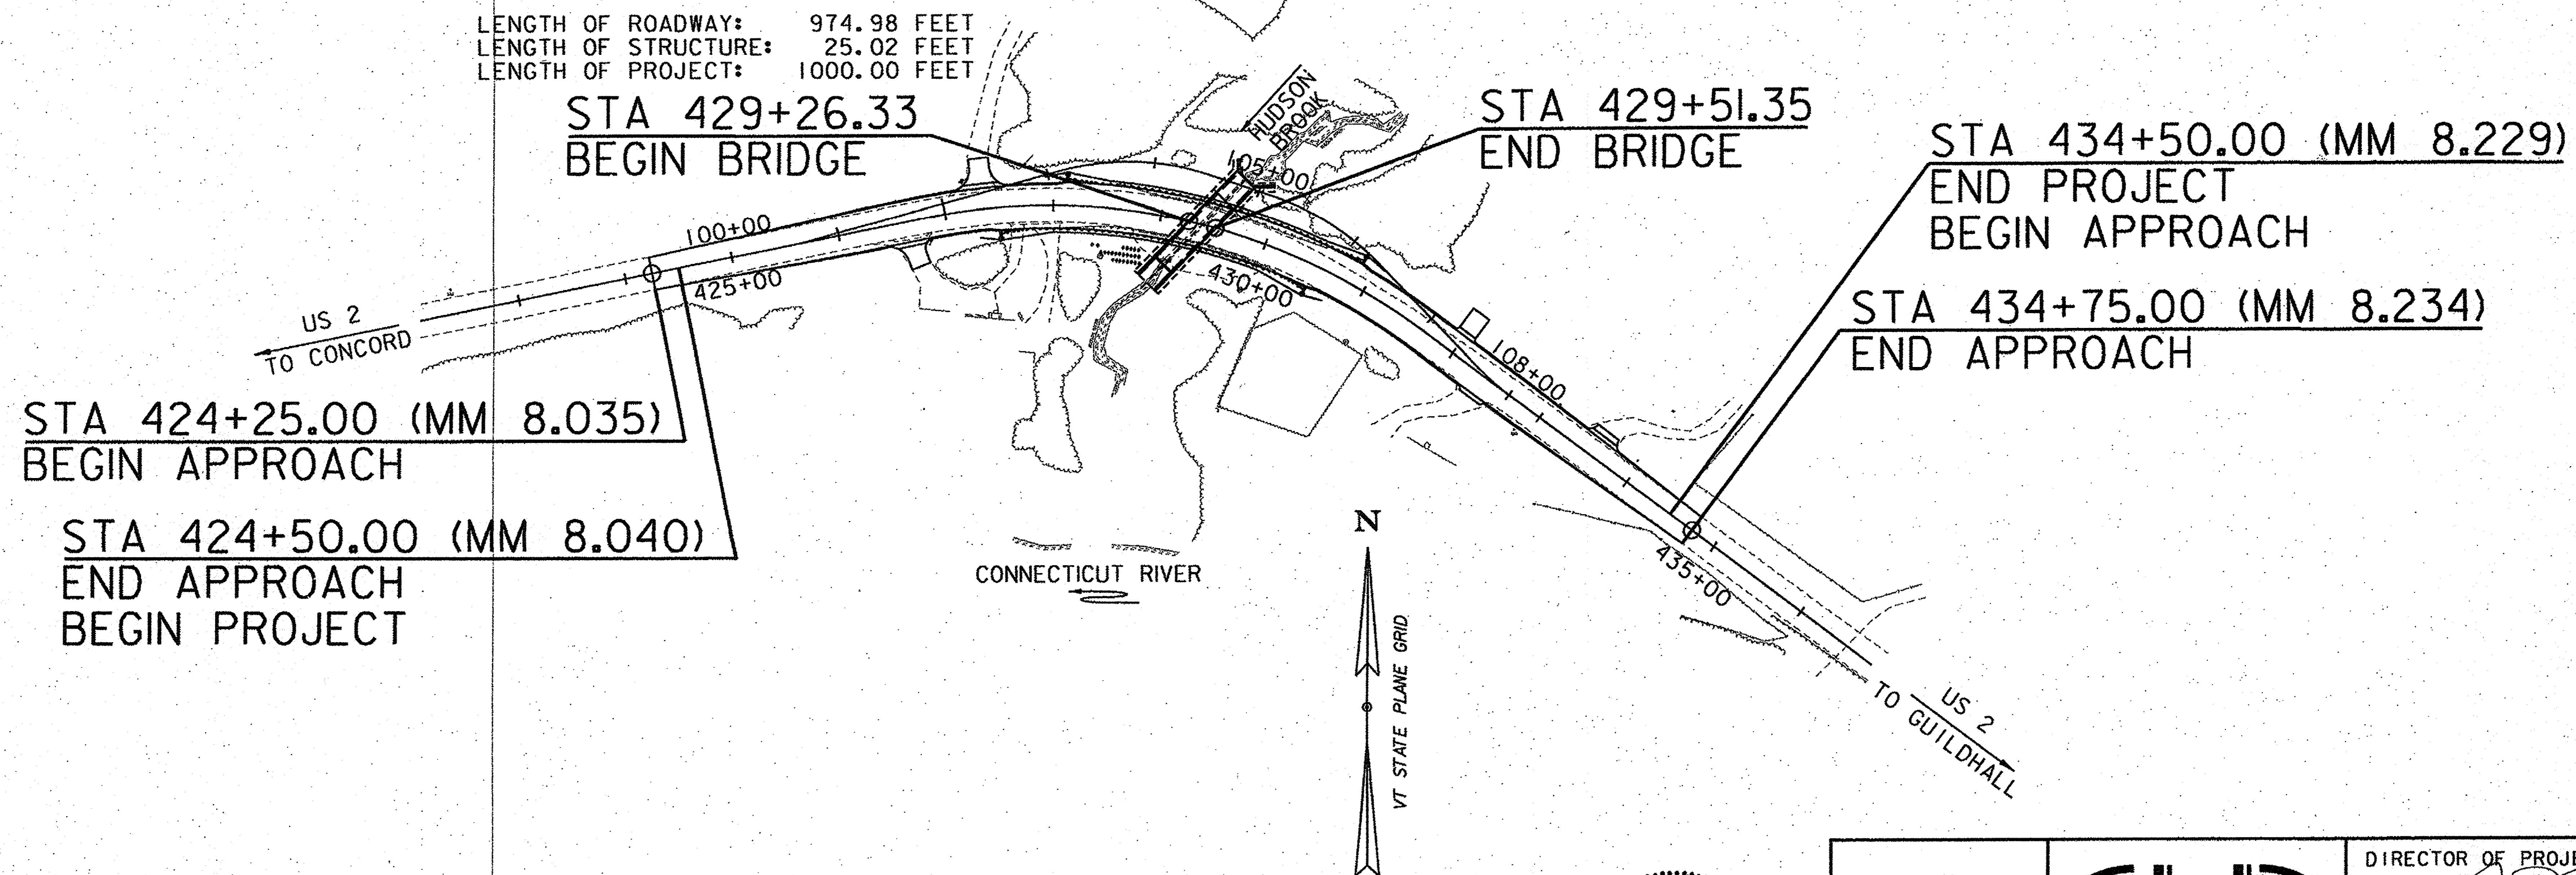 LENGTH OF ROADWAY: 974.98 FEET
LENGTH OF STRUCTURE: 25.02 FEET
LENGTH OF PROJECT: 1000.00 FEET
STA 429+26.33
BEGIN BRIDGE
HUDSON
BROOK
STA 429+51.35
END BRIDGE
STA 434+50.00 (MM 8.229)
END PROJECT
BEGIN APPROACH
STA 434+75.00 (MM 8.234)
END APPROACH
105+00
100+00
425+00
430+00
108+00
US 2
TO CONCORD
STA 424+25.00 (MM 8.035)
BEGIN APPROACH
STA 424+50.00 (MM 8.040)
END APPROACH
BEGIN PROJECT
CONNECTICUT RIVER
N
VT STATE PLANE GRID
435+00
US 2
TO GUILDHALL
DIRECTOR OF PROJE